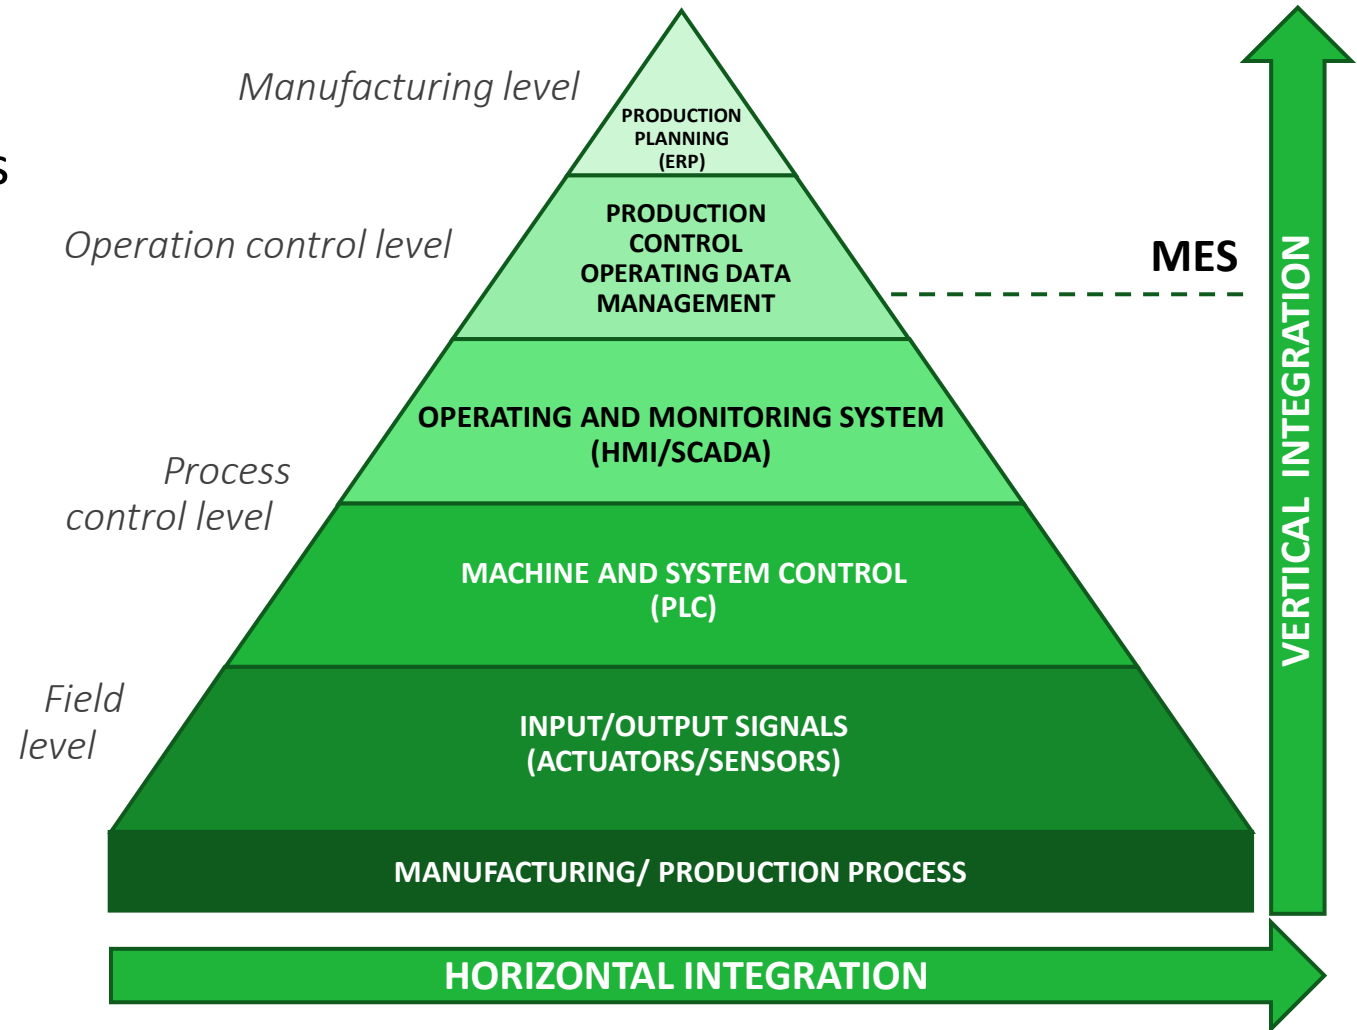 Manufacturing level
PRODUCTION
PLANNING
(ERP)
s
Operation control level
PRODUCTION
CONTROL
OPERATING DATA
MANAGEMENT
MES
OPERATING AND MONITORING SYSTEM
(HMI/SCADA)
Process
control level
MACHINE AND SYSTEM CONTROL
(PLC)
Field
level
INPUT/OUTPUT SIGNALS
(ACTUATORS/SENSORS)
MANUFACTURING/ PRODUCTION PROCESS
VERTICAL INTEGRATION
HORIZONTAL INTEGRATION